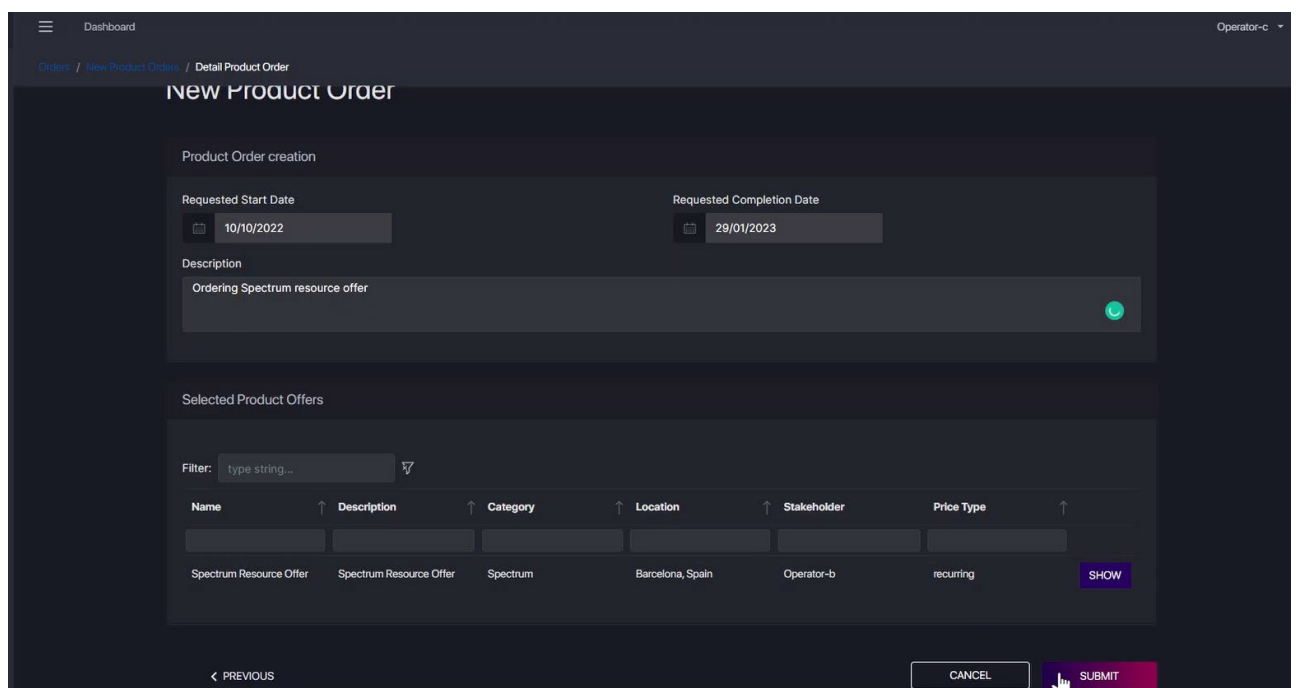 Dashboard
Operator-c
Orders / New Product Orders / Detail Product Order
New Product Order
Product Order creation
Requested Start Date
Requested Completion Date
10/10/2022
29/01/2023
Description
Ordering Spectrum resource offer
Selected Product Offers
Filter: type string...
Name Description Category Location Stakeholder Price Type
Spectrum Resource Offer Spectrum Resource Offer Spectrum Barcelona, Spain Operator-b recurring SHOW
< PREVIOUS
CANCEL
SUBMIT